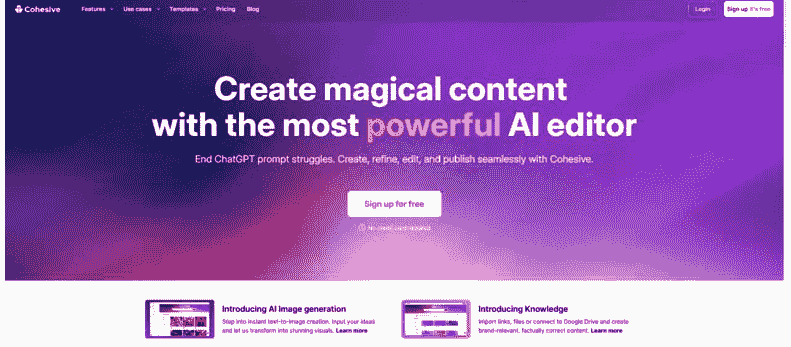 Cohesive Features Use cases Templates Pricing Blog Login Sign up It's free
Create magical content
with the most powerful AI editor
End ChatGPT prompt struggles. Create, refine, edit, and publish seamlessly with Cohesive.
Sign up for free
No credit card required
Introducing AI Image generation
Step into instant text-to-image creation. Input your ideas
and let us transform into stunning visuals. Learn more
Introducing Knowledge
Import links, files or connect to Google Drive and create
brand-relevant, factually correct content. Learn more